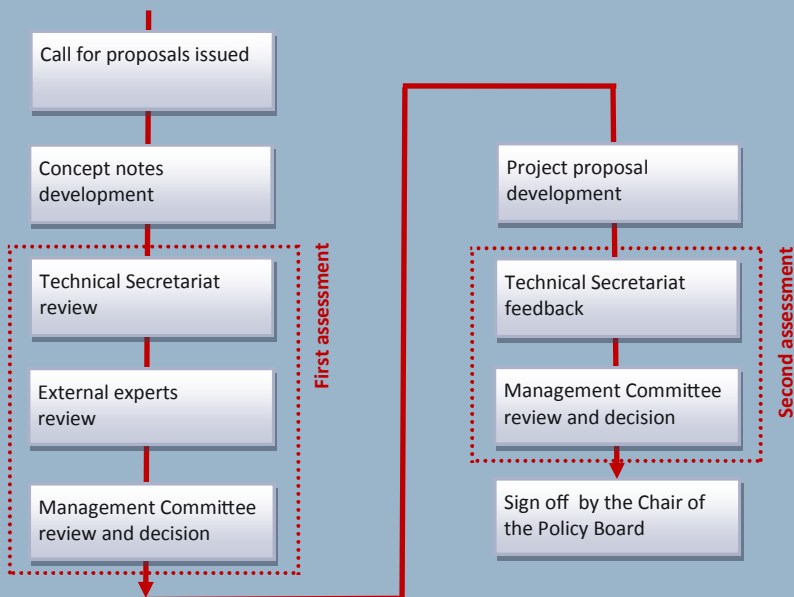 Call for proposals issued
Concept notes
development
Technical Secretariat
review
External experts
review
Management Committee
review and decision
First assessment
Project proposal
development
Technical Secretariat
feedback
Management Committee
review and decision
Second assessment
Sign off by the Chair of
the Policy Board